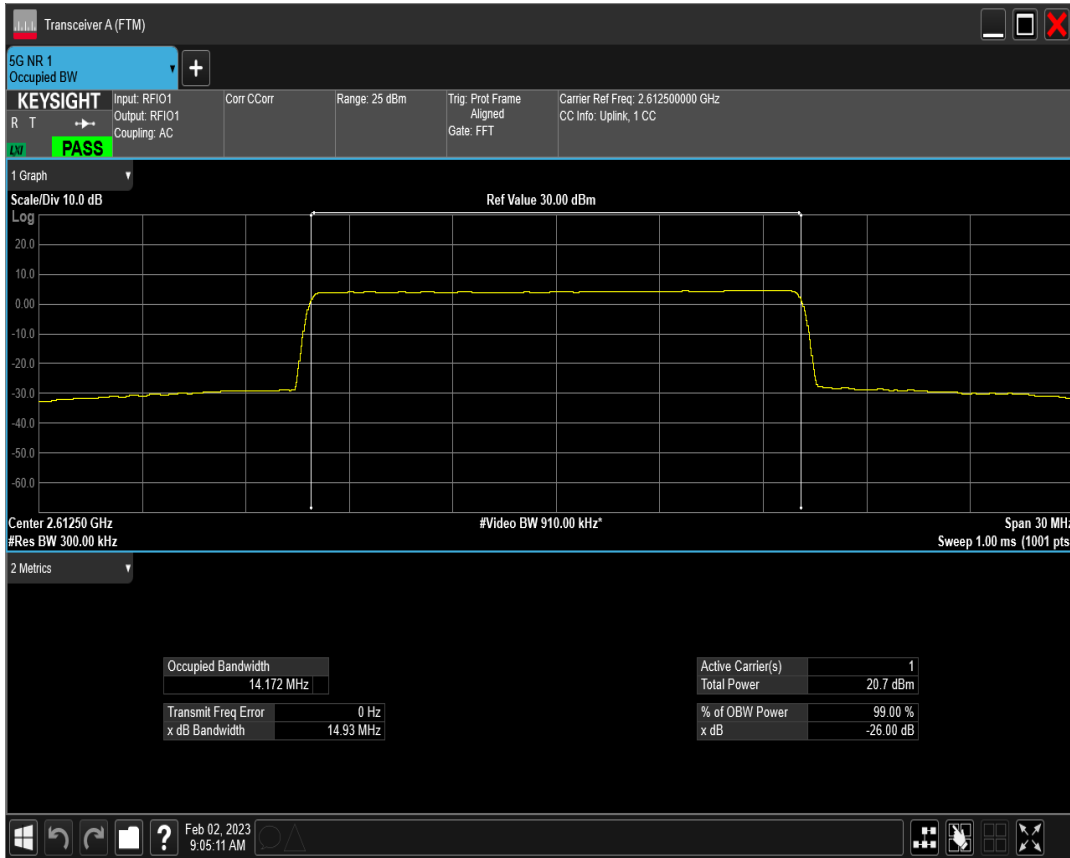 Transceiver A (FTM)
5G NR 1
Occupied BW
+
KEYSIGHT
R T
LXI
PASS
Input: RFIO1
Output: RFIO1
Coupling: AC
Corr CCorr
Range: 25 dBm
Trig: Prot Frame
Aligned
Gate: FFT
Carrier Ref Freq: 2.612500000 GHz
CC Info: Uplink, 1 CC
1 Graph
Scale/Div 10.0 dB
Ref Value 30.00 dBm
Log
20.0
10.0
0.00
-10.0
-20.0
-30.0
-40.0
-50.0
-60.0
Center 2.61250 GHz
#Video BW 910.00 kHz*
Span 30 MHz
#Res BW 300.00 kHz
Sweep 1.00 ms (1001 pts
2 Metrics
Occupied Bandwidth
14.172 MHz
Transmit Freq Error 0 Hz
x dB Bandwidth 14.93 MHz
Active Carrier(s) 1
Total Power 20.7 dBm
% of OBW Power 99.00 %
x dB -26.00 dB
?
Feb 02, 2023
9:05:11 AM